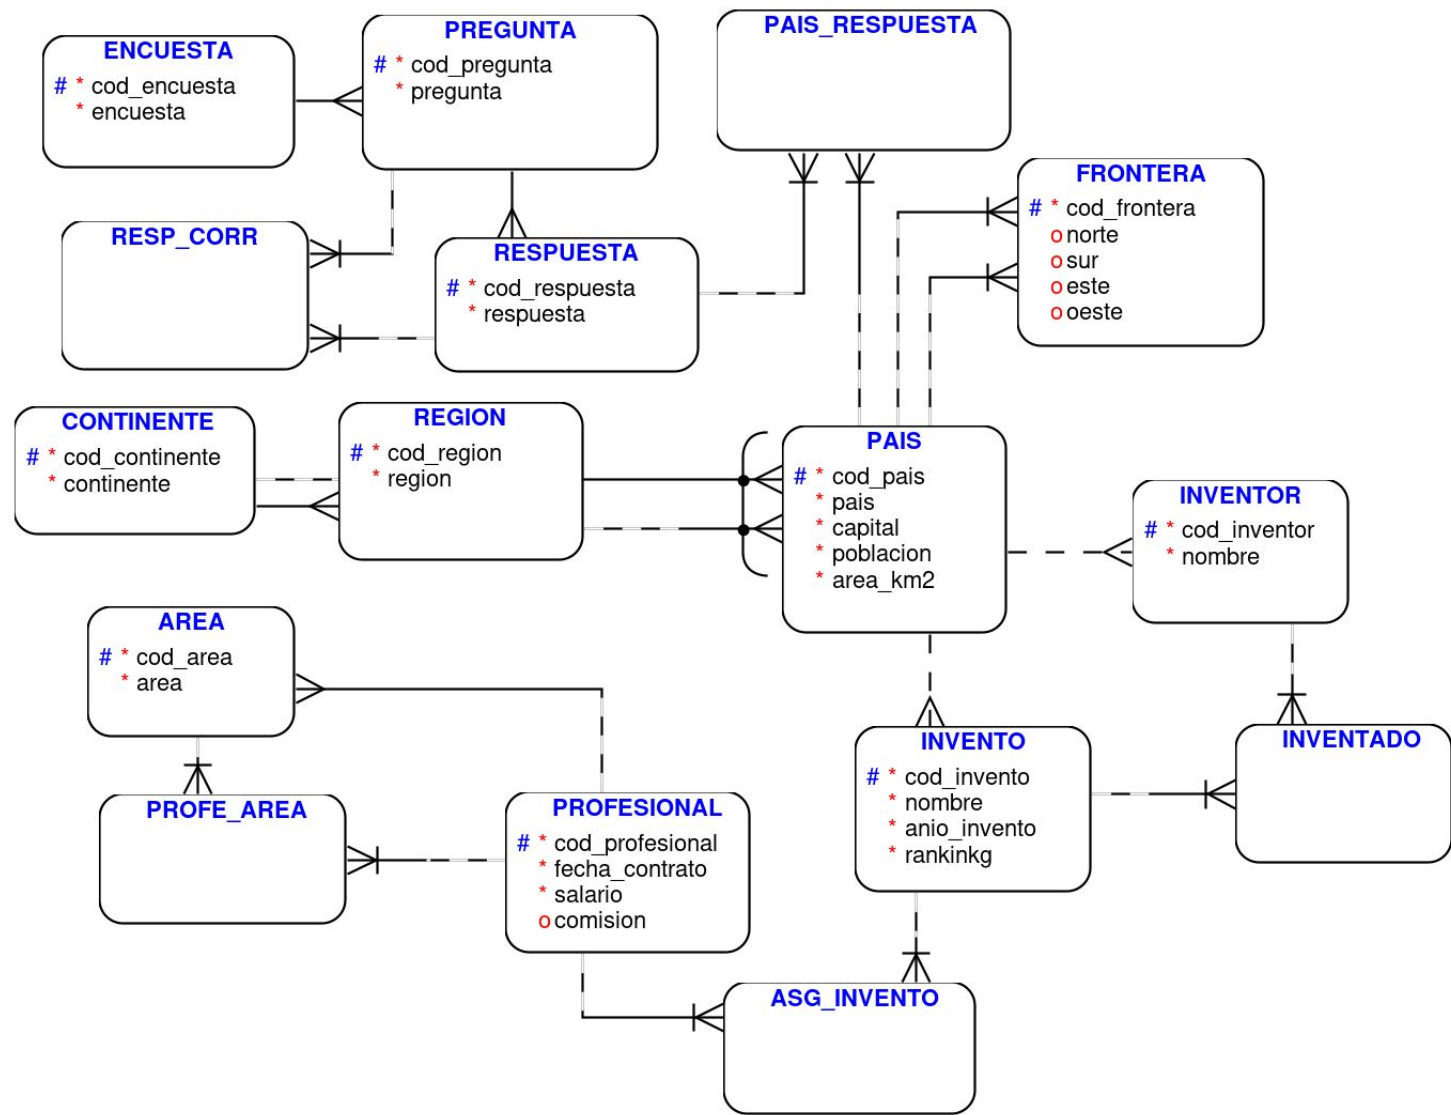 ENCUESTA
# * cod_encuesta
* encuesta
PREGUNTA
# * cod_pregunta
* pregunta
PAIS_RESPUESTA
FRONTERA
# * cod_frontera
o norte
o sur
o este
o oeste
RESP_CORR
RESPUESTA
# * cod_respuesta
* respuesta
CONTINENTE
# * cod_continente
* continente
REGION
# * cod_region
* region
PAIS
# * cod_pais
* pais
* capital
* poblacion
* area_km2
INVENTOR
# * cod_inventor
* nombre
AREA
# * cod_area
* area
PROFE_AREA
PROFESIONAL
# * cod_profesional
* fecha_contrato
* salario
o comision
INVENTO
# * cod_invento
* nombre
* anio_invento
* rankinkg
INVENTADO
ASG_INVENTO